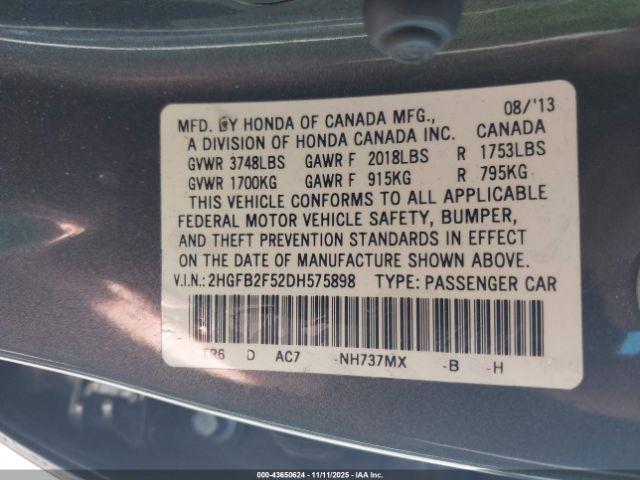 08/'13
MFD. BY HONDA OF CANADA MFG.,
A DIVISION OF HONDA CANADA INC. CANADA
GVWR 3748LBS GAWR F 2018LBS R 1753LBS
GVWR 1700KG GAWR F 915KG R 795KG
THIS VEHICLE CONFORMS TO ALL APPLICABLE
FEDERAL MOTOR VEHICLE SAFETY, BUMPER,
AND THEFT PREVENTION STANDARDS IN EFFECT
ON THE DATE OF MANUFACTURE SHOWN ABOVE.
V.I.N.: 2HGFB2F52DH575898 TYPE: PASSENGER CAR
TR6 D AC7 -NH737MX -B -H
000-43650624 - 11/11/2025 - IAA Inc.